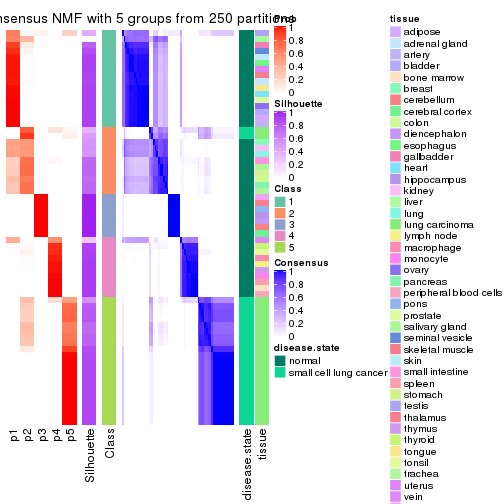 nsensus NMF with 5 groups from 250 partitions
Prop
1
0.8
0.6
0.4
0.2
0
Silhouette
1
0.8
0.6
0.4
0.2
0
Class
1
2
3
4
5
Consensus
1
0.8
0.6
0.4
0.2
0
disease.state
normal
small cell lung cancer
tissue
adipose
adrenal gland
artery
bladder
bone marrow
breast
cerebellum
cerebral cortex
colon
diencephalon
esophagus
gallbadder
heart
hippocampus
kidney
liver
lung
lung carcinoma
lymph node
macrophage
monocyte
ovary
pancreas
peripheral blood cells
pons
prostate
salivary gland
seminal vesicle
skeletal muscle
skin
small intestine
spleen
stomach
testis
thalamus
thymus
thyroid
tongue
tonsil
trachea
uterus
vein
p1
p2
p3
p4
p5
Silhouette
Class
disease.state
tissue